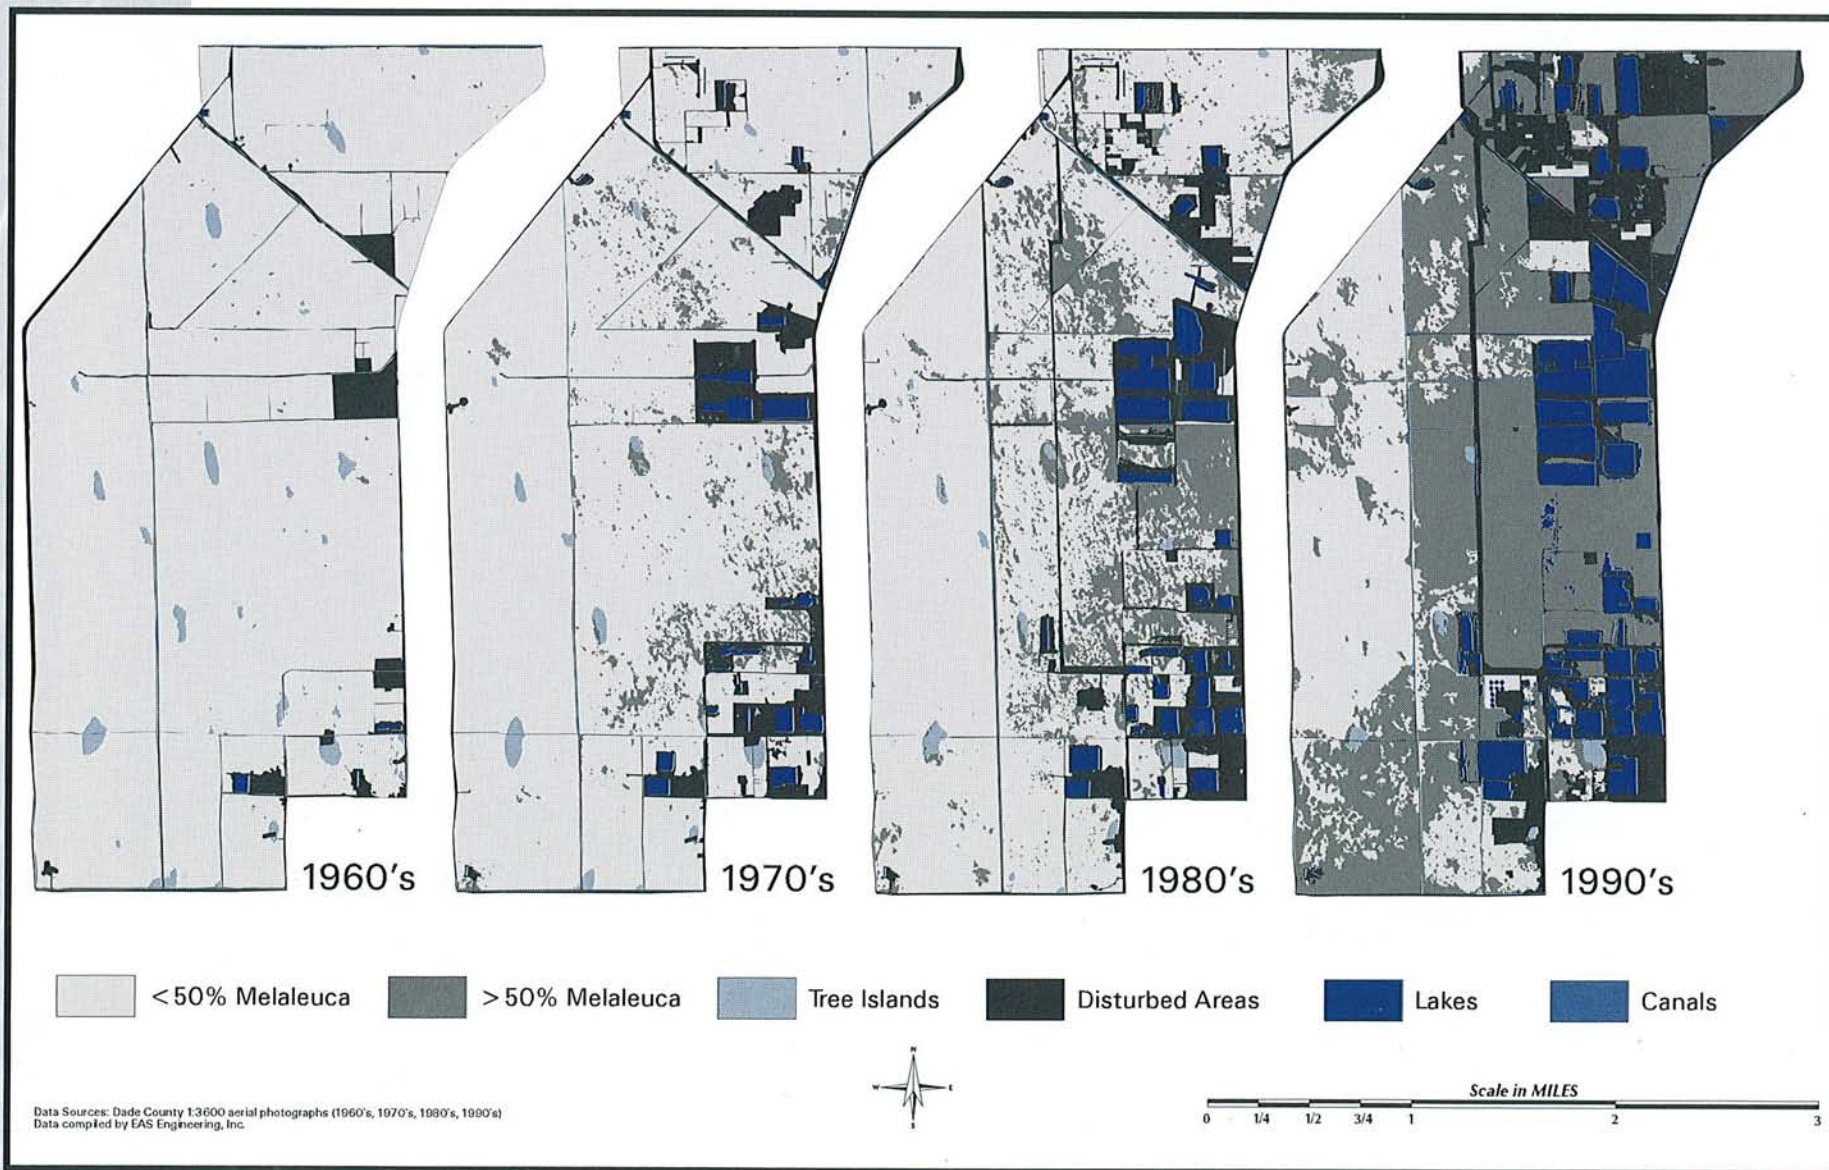 1960's
1970's
1980's
1990's
<50% Melaleuca
>50% Melaleuca
Tree Islands
Disturbed Areas
Lakes
Canals
N
W
E
S
Scale in MILES
0
1/4
1/2
3/4
1
2
3
Data Sources: Dade County 1:3600 aerial photographs (1960's, 1970's, 1980's, 1990's)
Data compiled by EAS Engineering, Inc.